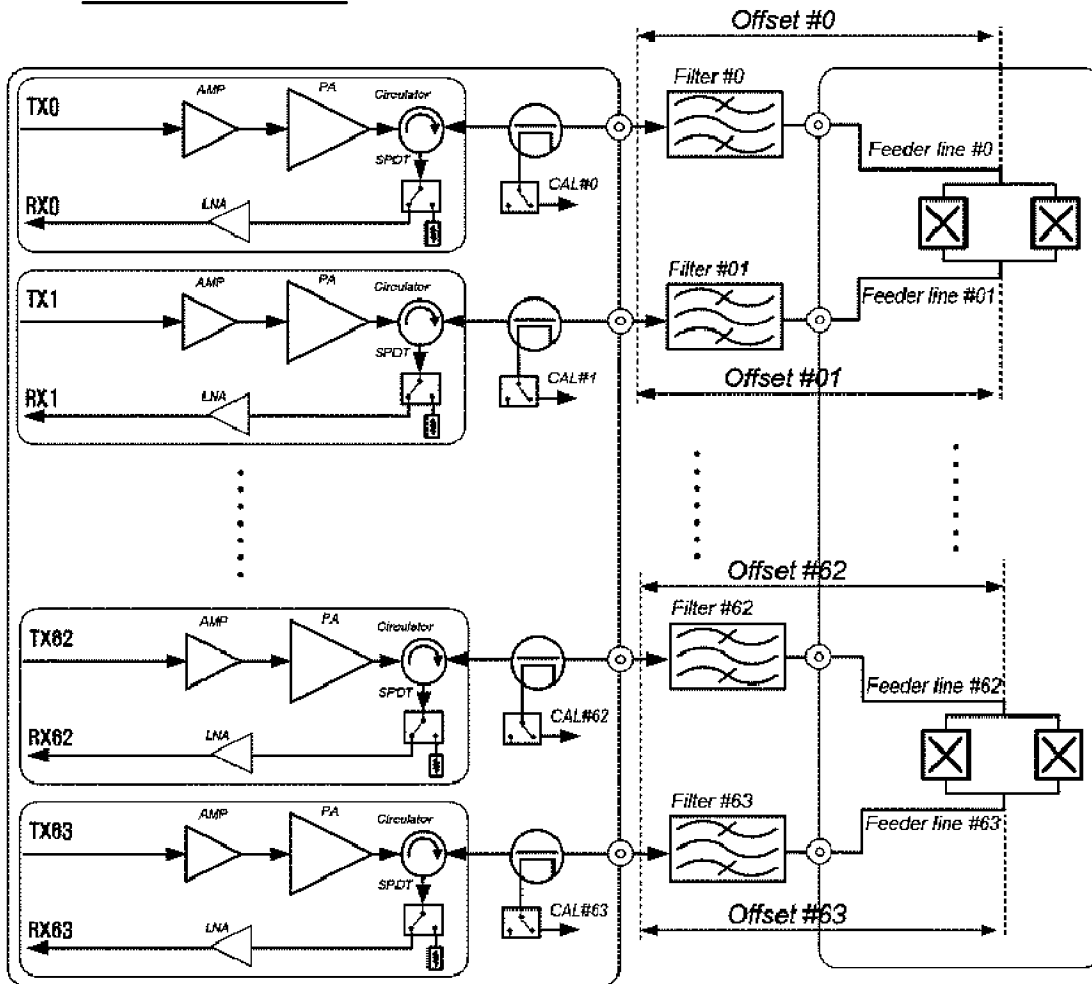 Offset #0
AMP PA Circulator Filter #0
TX0
SPDT CAL#0 Feeder line #0
RX0 LNA
AMP PA Circulator Filter #01
TX1 Feeder line #01
SPDT CAL#1
RX1 LNA Offset #01
Offset #62
AMP PA Circulator Filter #62
TX62
SPDT CAL#62 Feeder line #62
RX62 LNA
AMP PA Circulator Filter #63
TX63 Feeder line #63
SPDT CAL#63
RX63 LNA Offset #63